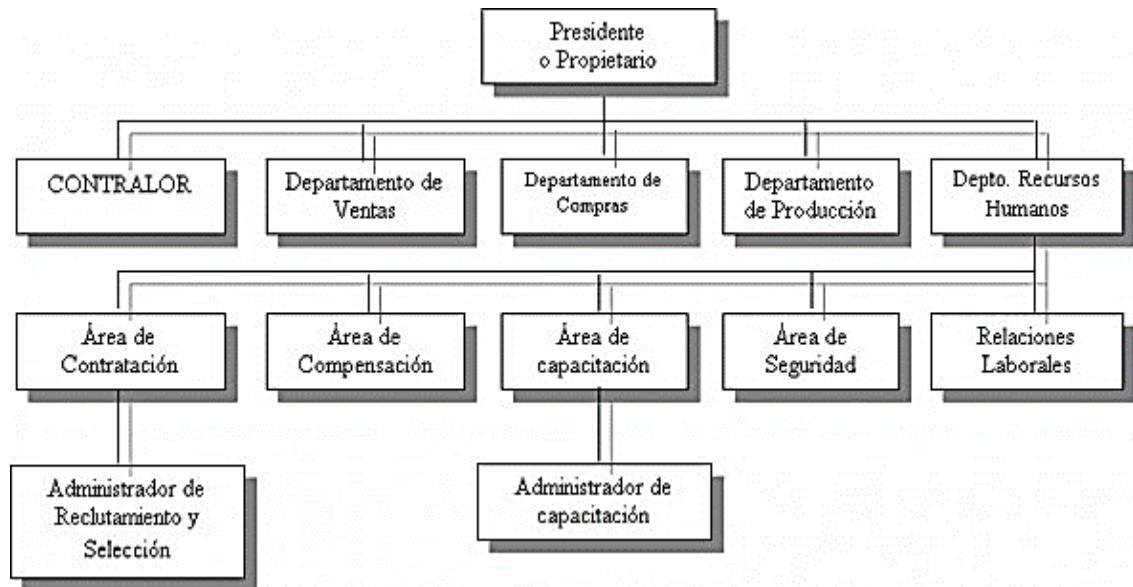 Presidente
o Propietario
CONTRALOR
Departamento de
Ventas
Departamento de
Compras
Departamento
de Producción
Depto. Recursos
Humanos
Área de
Contratación
Área de
Compensación
Área de
capacitación
Área de
Seguridad
Relaciones
Laborales
Administrador de
Reclutamiento y
Selección
Administrador de
capacitación